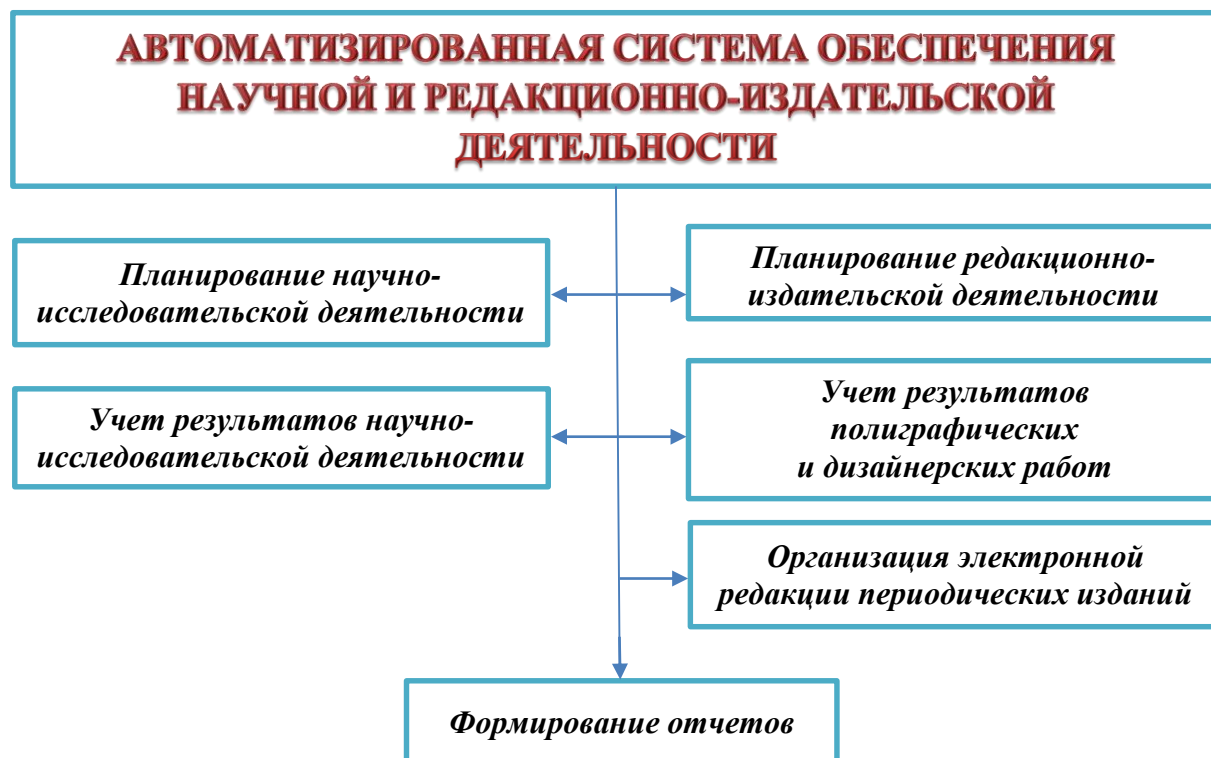 АВТОМАТИЗИРОВАННАЯ СИСТЕМА ОБЕСПЕЧЕНИЯ
НАУЧНОЙ И РЕДАКЦИОННО-ИЗДАТЕЛЬСКОЙ
ДЕЯТЕЛЬНОСТИ
Планирование научно-
исследовательской деятельности
Планирование редакционно-
издательской деятельности
Учет результатов научно-
исследовательской деятельности
Учет результатов
полиграфических
и дизайнерских работ
Организация электронной
редакции периодических изданий
Формирование отчетов